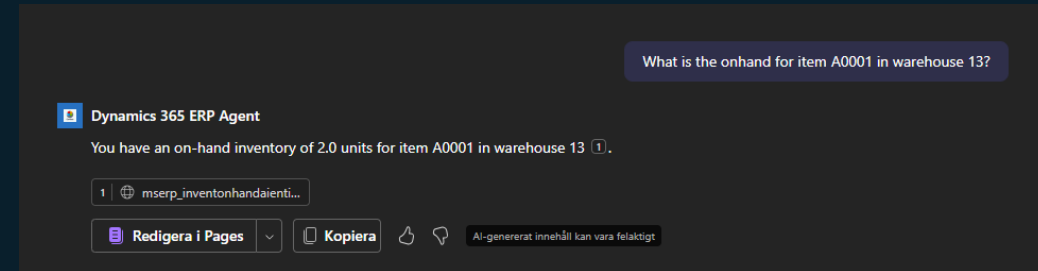 What is the onhand for item A0001 in warehouse 13?
Dynamics 365 ERP Agent
You have an on-hand inventory of 2.0 units for item A0001 in warehouse 13 1.
1 mserp_inventonhandaienti...
Redigera i Pages Kopiera AI-genererat innehåll kan vara felaktigt